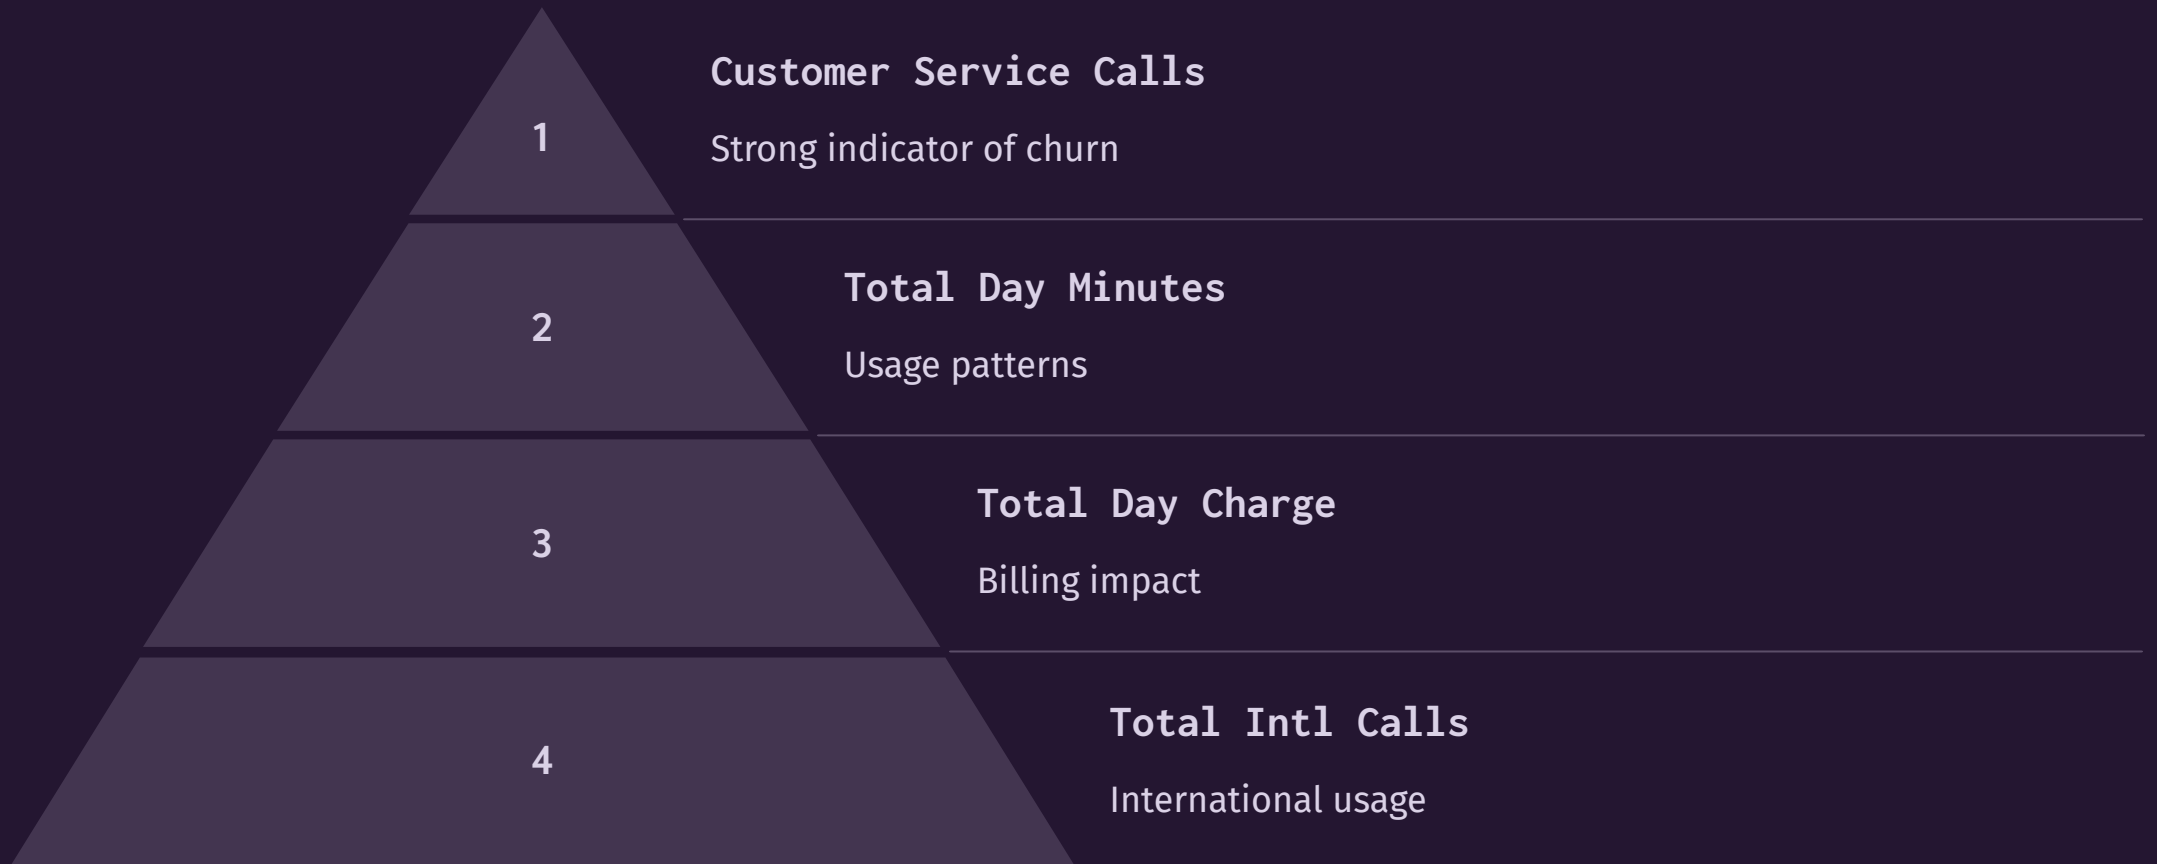 1
Customer Service Calls
Strong indicator of churn
2
Total Day Minutes
Usage patterns
3
Total Day Charge
Billing impact
4
Total Intl Calls
International usage